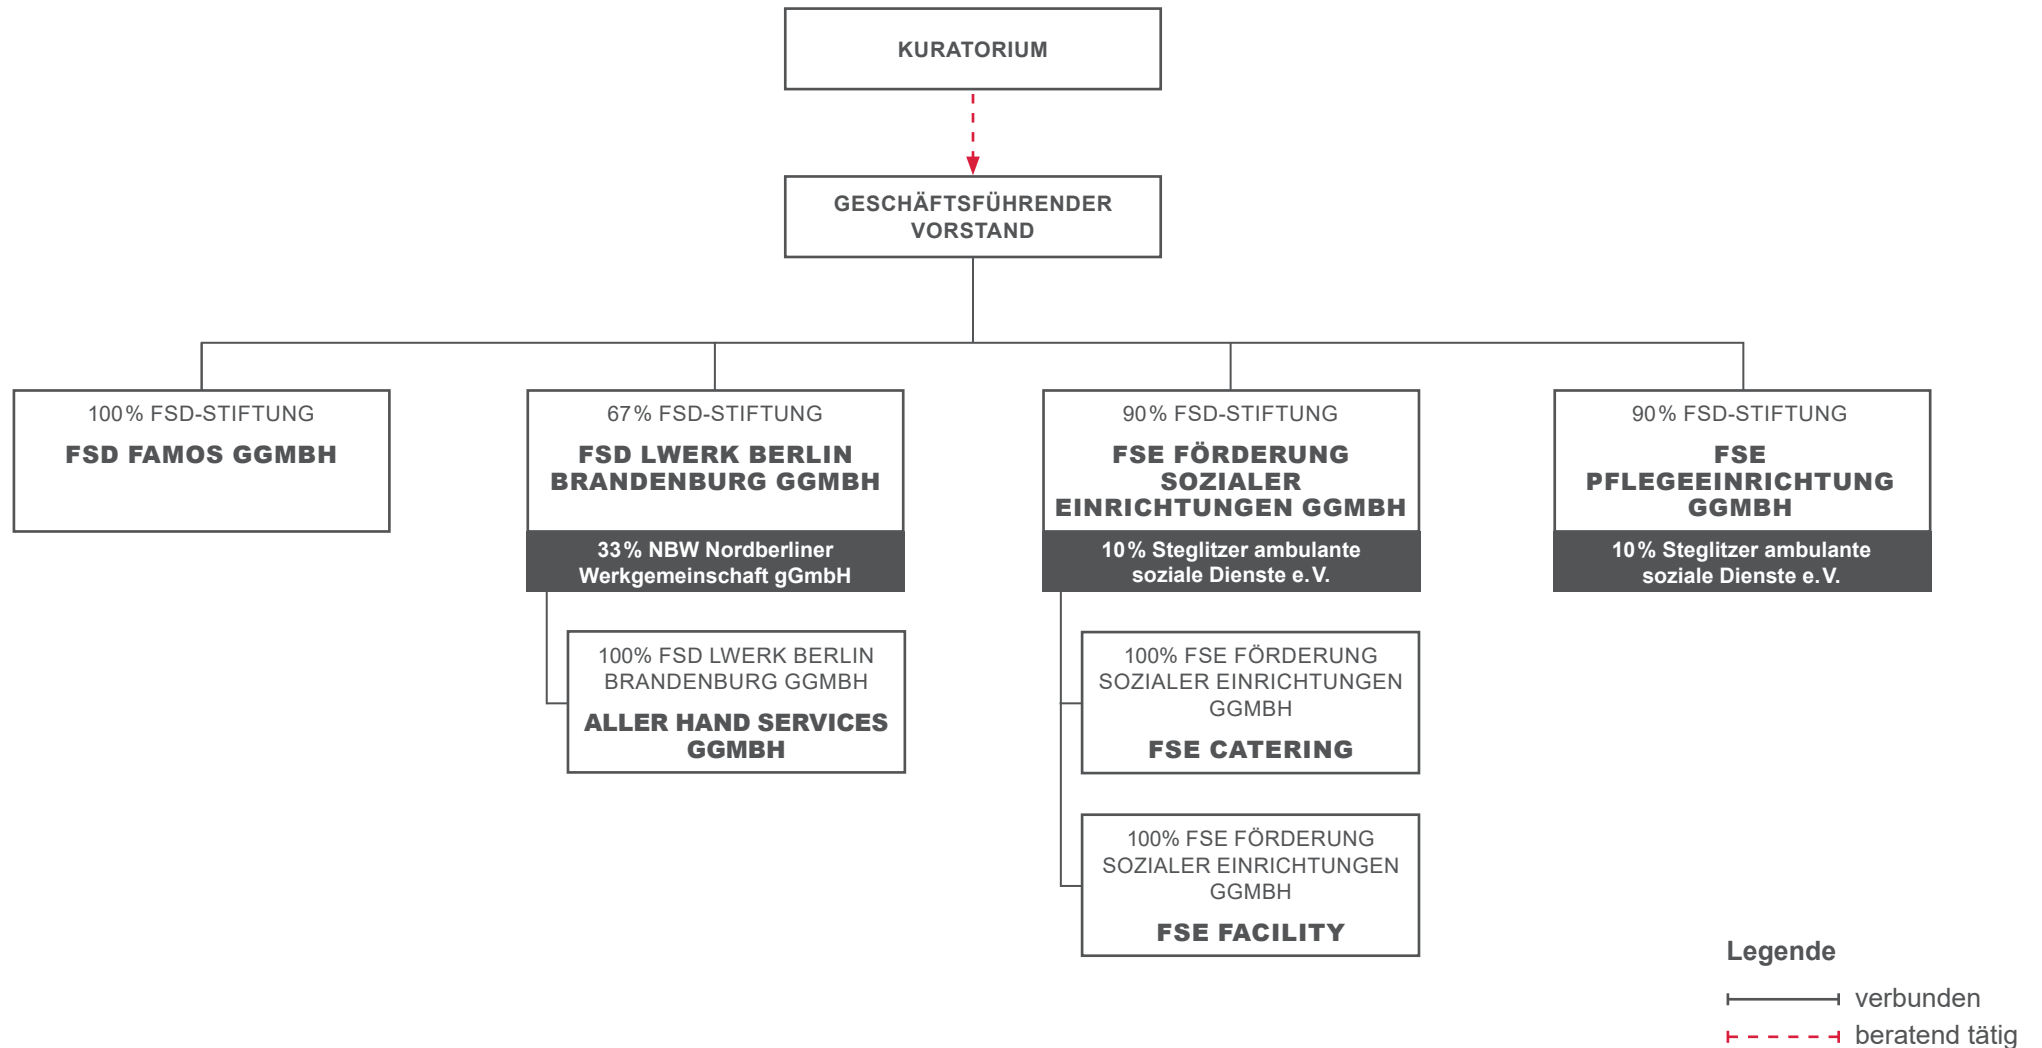 KURATORIUM
GESCHÄFTSFÜHRENDER
VORSTAND
100% FSD-STIFTUNG
FSD FAMOS GGMBH
67% FSD-STIFTUNG
FSD LWERK BERLIN
BRANDENBURG GGMBH
33% NBW Nordberliner
Werkgemeinschaft gGmbH
100% FSD LWERK BERLIN
BRANDENBURG GGMBH
ALLER HAND SERVICES
GGMBH
90% FSD-STIFTUNG
FSE FÖRDERUNG
SOZIALER
EINRICHTUNGEN GGMBH
10% Steglitzer ambulante
soziale Dienste e.V.
100% FSE FÖRDERUNG
SOZIALER EINRICHTUNGEN
GGMBH
FSE CATERING
100% FSE FÖRDERUNG
SOZIALER EINRICHTUNGEN
GGMBH
FSE FACILITY
90% FSD-STIFTUNG
FSE
PFLEGEEINRICHTUNG
GGMBH
10% Steglitzer ambulante
soziale Dienste e.V.
Legende
verbunden
beratend tätig